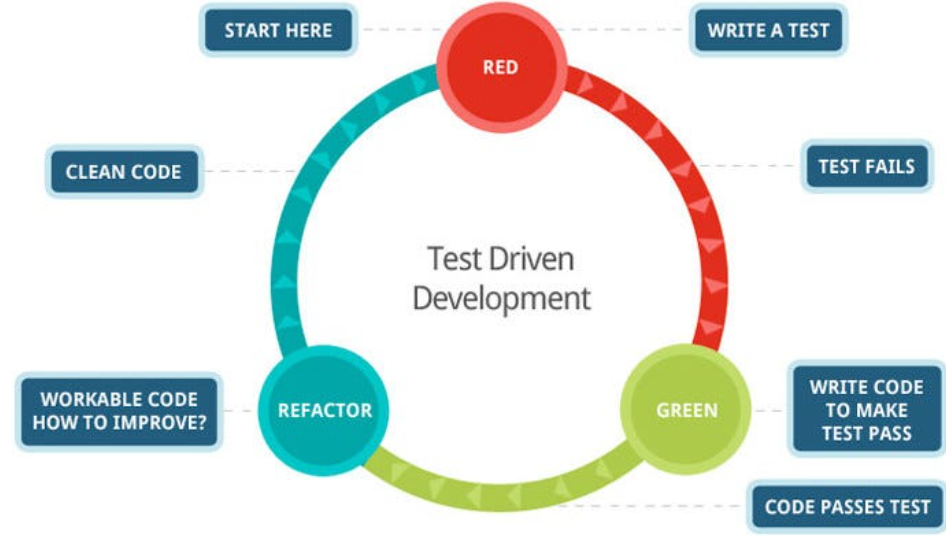 START HERE
RED
WRITE A TEST
CLEAN CODE
TEST FAILS
Test Driven
Development
WORKABLE CODE
HOW TO IMPROVE?
REFACTOR
GREEN
WRITE CODE
TO MAKE
TEST PASS
CODE PASSES TEST